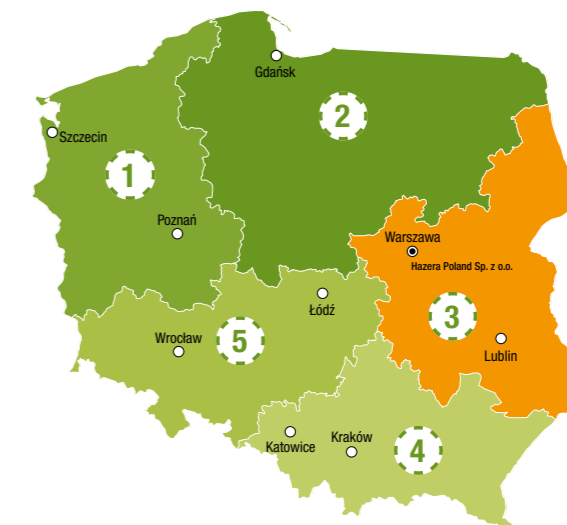 Gdańsk
2
Szczecin
1
Poznań
Warszawa
Hazera Poland Sp. z o.o.
Łódź
3
Wrocław
5
Lublin
Katowice
Kraków
4